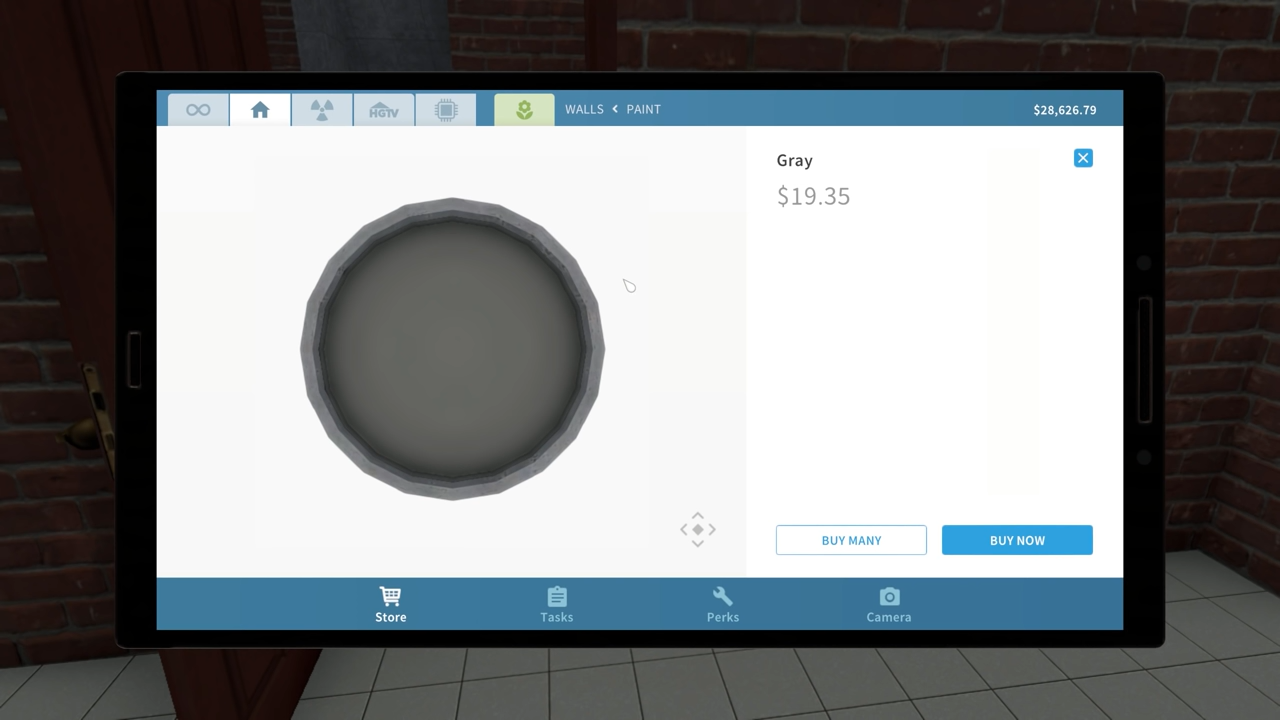 HGTV
WALLS < PAINT
$28,626.79
Gray
$19.35
BUY MANY
BUY NOW
Store
Tasks
Perks
Camera